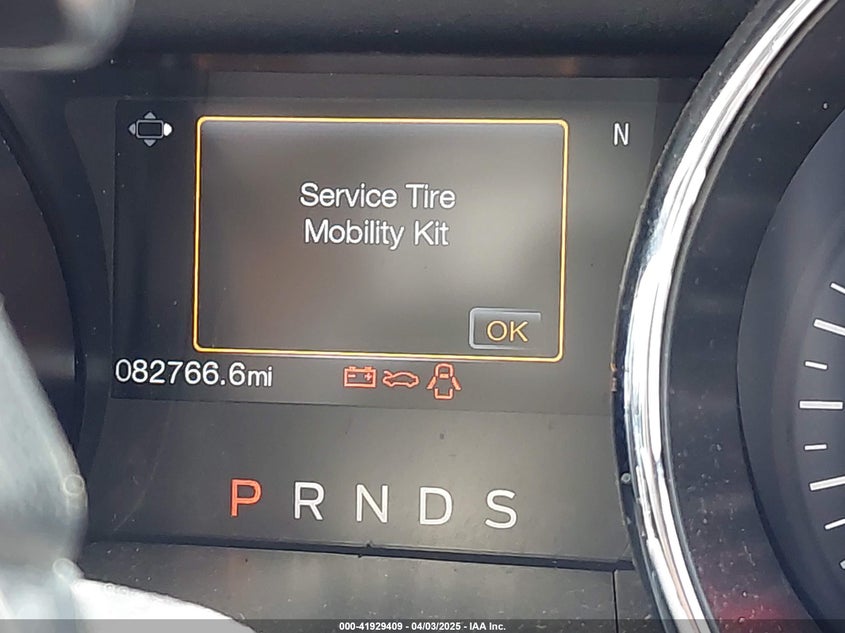 N
Service Tire
Mobility Kit
OK
082766.6mi
P R N D S
000-41929409 - 04/03/2025 - IAA Inc.